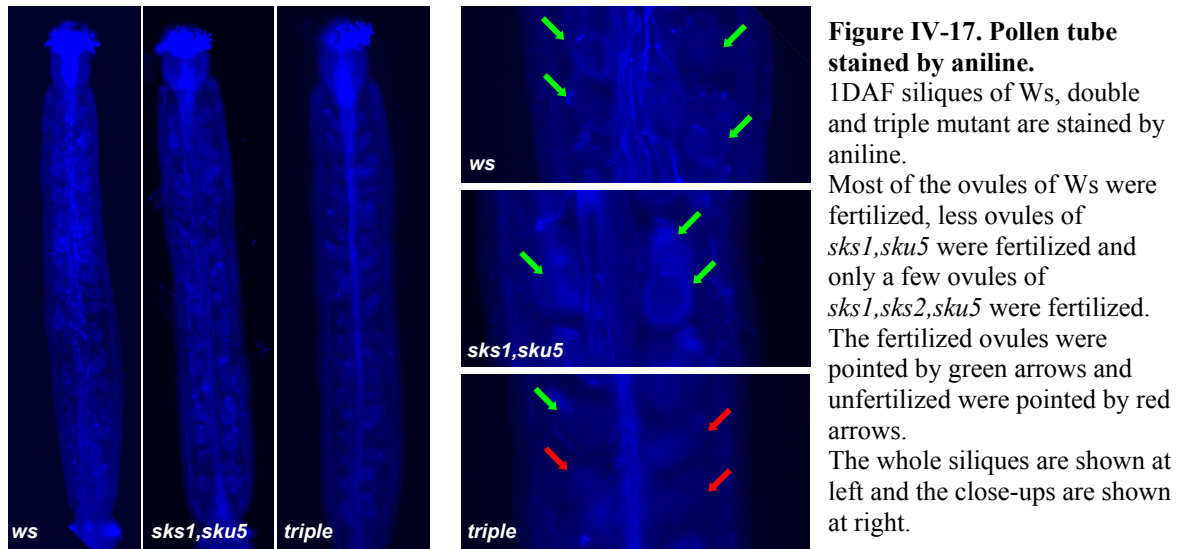 ws
sks1,sku5
triple
ws
sks1,sku5
triple
Figure IV-17. Pollen tube
stained by aniline.
1DAF siliques of Ws, double
and triple mutant are stained by
aniline.
Most of the ovules of Ws were
fertilized, less ovules of
sks1,sku5 were fertilized and
only a few ovules of
sks1,sks2,sku5 were fertilized.
The fertilized ovules were
pointed by green arrows and
unfertilized were pointed by red
arrows.
The whole siliques are shown at
left and the close-ups are shown
at right.